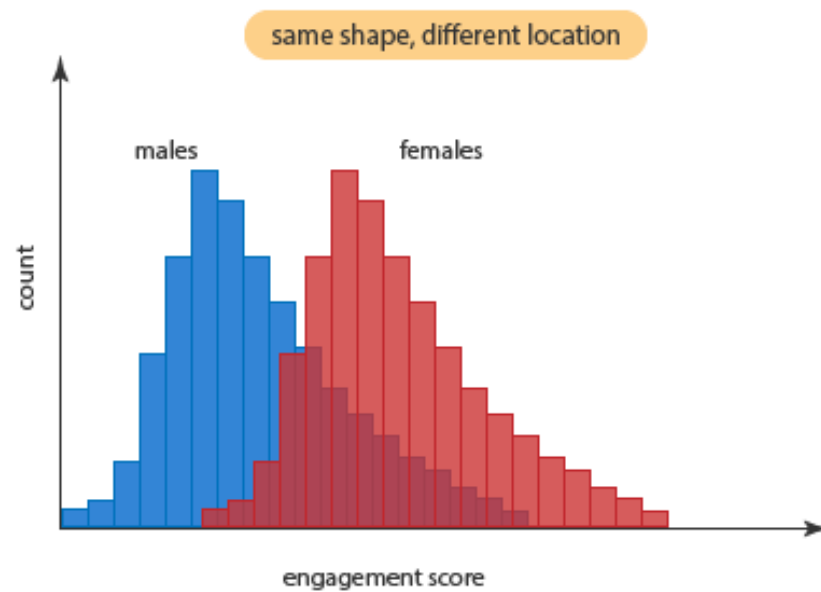 same shape, different location
males
females
count
engagement score